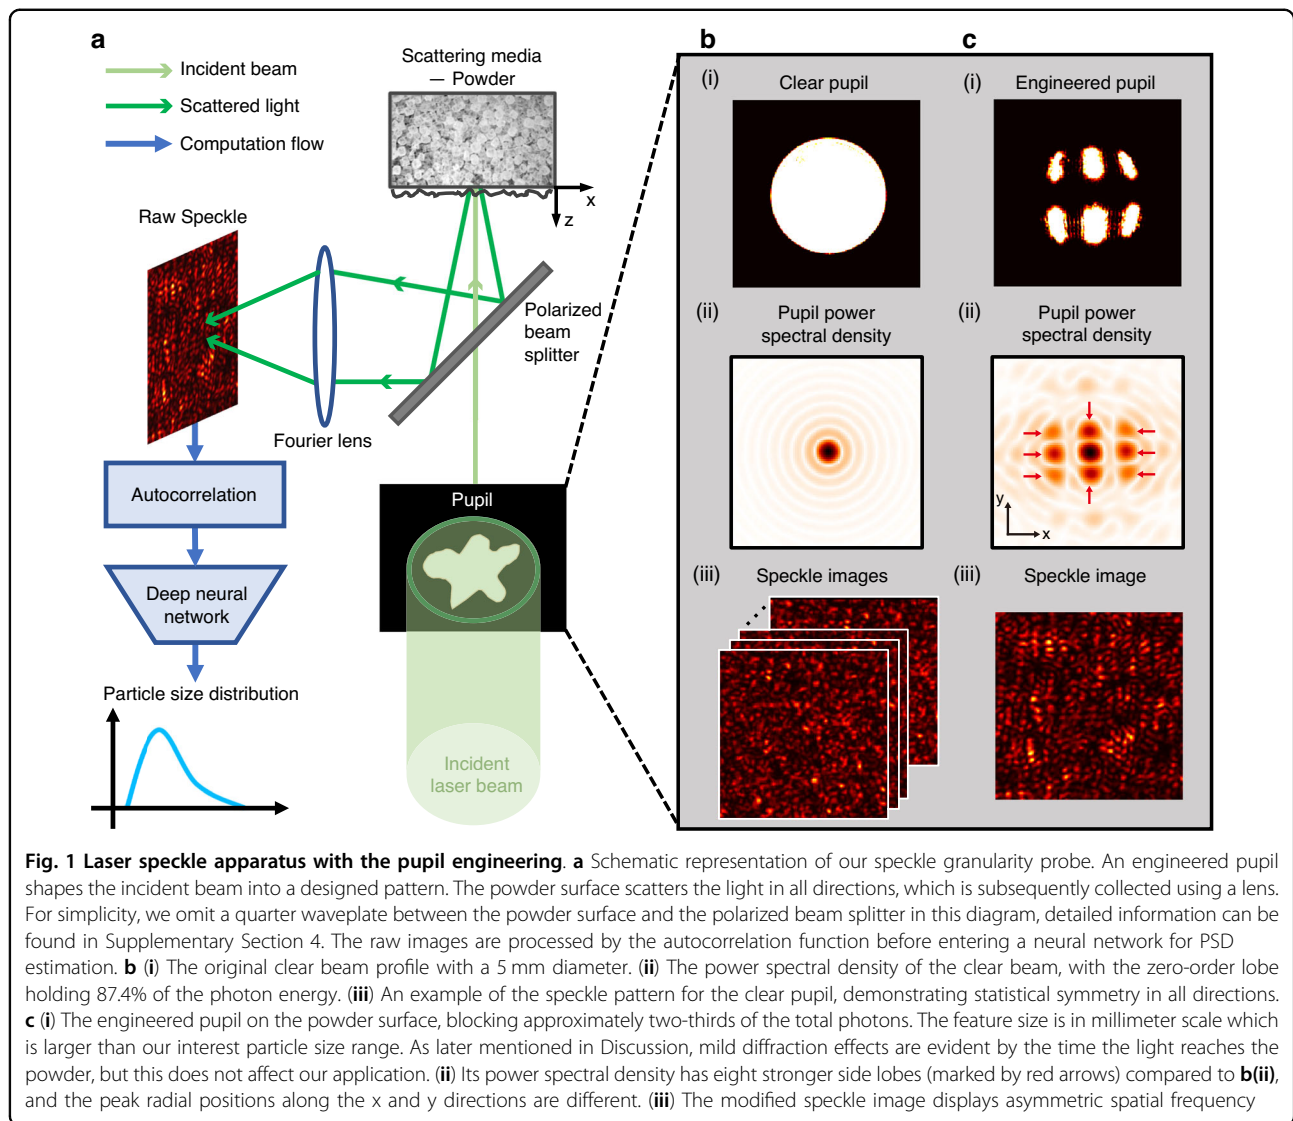 a
Incident beam
Scattered light
Computation flow
Scattering media
— Powder
x
z
Raw Speckle
Polarized
beam
splitter
Fourier lens
Autocorrelation
Deep neural
network
Particle size distribution
Pupil
Incident
laser beam
b
(i)
Clear pupil
(ii)
Pupil power
spectral density
(iii)
Speckle images
c
(i)
Engineered pupil
(ii)
Pupil power
spectral density
y
x
(iii)
Speckle image
Fig. 1 Laser speckle apparatus with the pupil engineering. a Schematic representation of our speckle granularity probe. An engineered pupil
shapes the incident beam into a designed pattern. The powder surface scatters the light in all directions, which is subsequently collected using a lens.
For simplicity, we omit a quarter waveplate between the powder surface and the polarized beam splitter in this diagram, detailed information can be
found in Supplementary Section 4. The raw images are processed by the autocorrelation function before entering a neural network for PSD
estimation. b (i) The original clear beam profile with a 5 mm diameter. (ii) The power spectral density of the clear beam, with the zero-order lobe
holding 87.4% of the photon energy. (iii) An example of the speckle pattern for the clear pupil, demonstrating statistical symmetry in all directions.
c (i) The engineered pupil on the powder surface, blocking approximately two-thirds of the total photons. The feature size is in millimeter scale which
is larger than our interest particle size range. As later mentioned in Discussion, mild diffraction effects are evident by the time the light reaches the
powder, but this does not affect our application. (ii) Its power spectral density has eight stronger side lobes (marked by red arrows) compared to b(ii),
and the peak radial positions along the x and y directions are different. (iii) The modified speckle image displays asymmetric spatial frequency